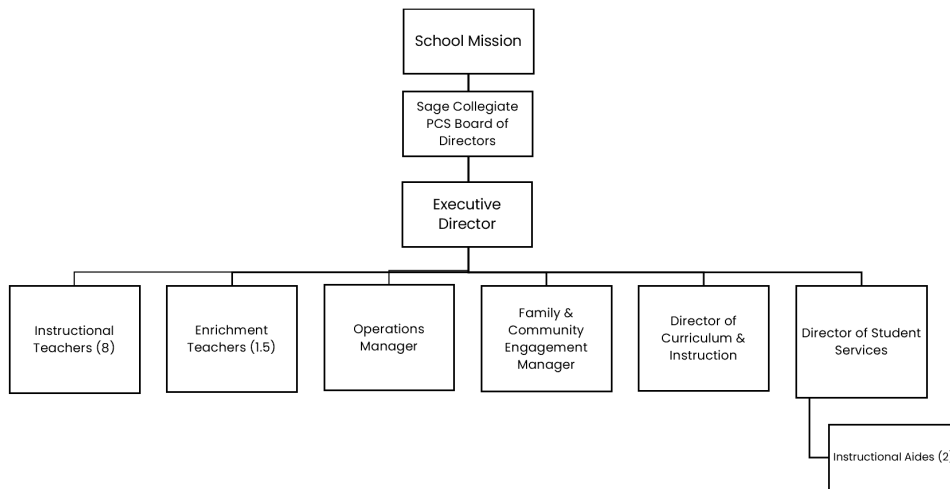 School Mission
Sage Collegiate
PCS Board of
Directors
Executive
Director
Instructional
Teachers (8)
Enrichment
Teachers (1.5)
Operations
Manager
Family &
Community
Engagement
Manager
Director of
Curriculum &
Instruction
Director of Student
Services
Instructional Aides (2